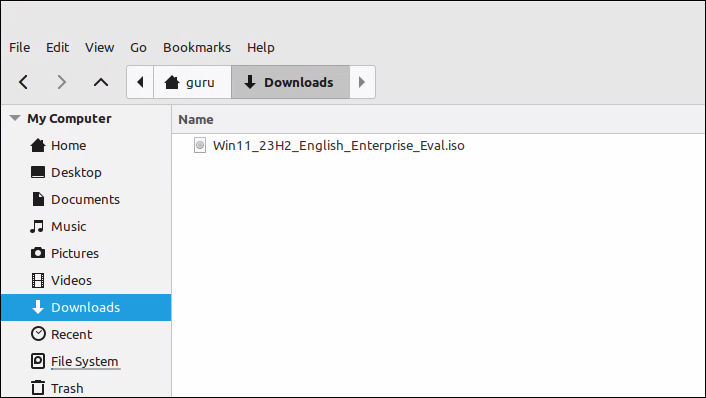 File Edit View Go Bookmarks Help
guru Downloads
My Computer
Name
Home
Win11_23H2_English_Enterprise_Eval.iso
Desktop
Documents
Music
Pictures
Videos
Downloads
Recent
File System
Trash